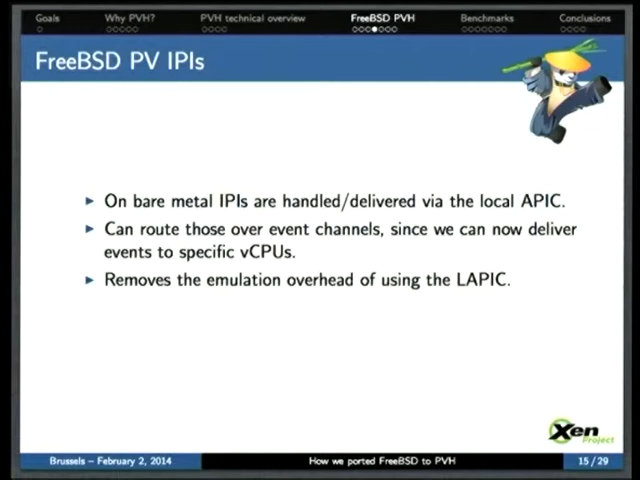 Goals Why PVH? PVH technical overview FreeBSD PVH Benchmarks Conclusions
FreeBSD PV IPIs
On bare metal IPIs are handled/delivered via the local APIC.
Can route those over event channels, since we can now deliver
events to specific vCPUs.
Removes the emulation overhead of using the LAPIC.
Xen
Project
Brussels – February 2, 2014 How we ported FreeBSD to PVH 15 / 29